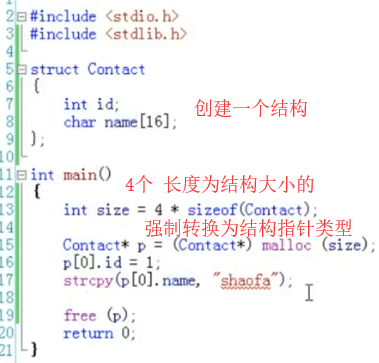 2 #include <stdio.h>
3 #include <stdlib.h>
4
5 struct Contact
6 {
7 int id; 创建一个结构
8 char name[16];
9 };
10
11 int main()
12 { 4个 长度为结构大小的
13 int size = 4 * sizeof(Contact);
14 强制转换为结构指针类型
15 Contact* p = (Contact*) malloc (size);
16 p[0].id = 1;
17 strcpy(p[0].name, "shaofa");
18
19 free (p);
20 return 0;
21 }